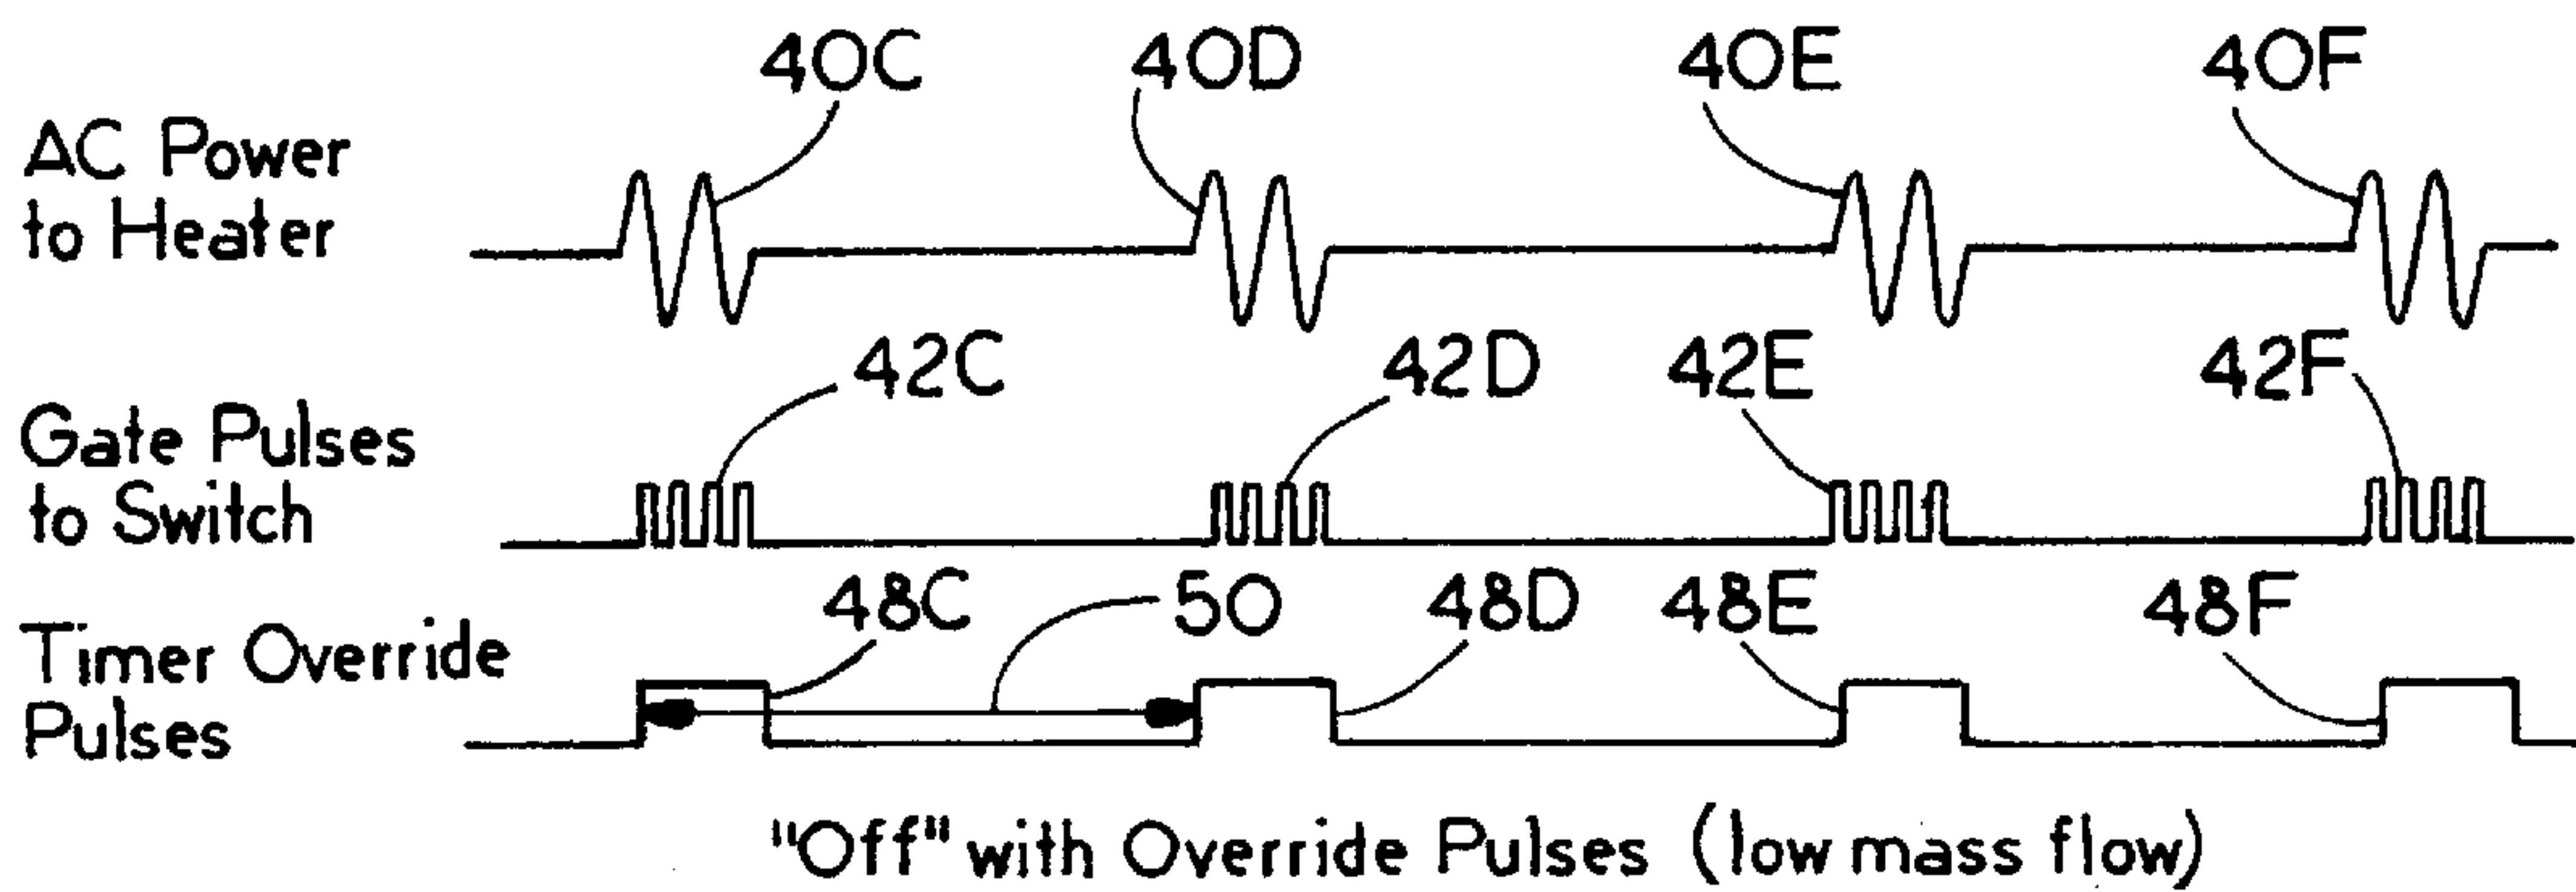 40C 40D 40E 40F
AC Power
to Heater
42C 42D 42E 42F
Gate Pulses
to Switch
48C 50 48D 48E 48F
Timer Override
Pulses
"Off" with Override Pulses (low mass flow)